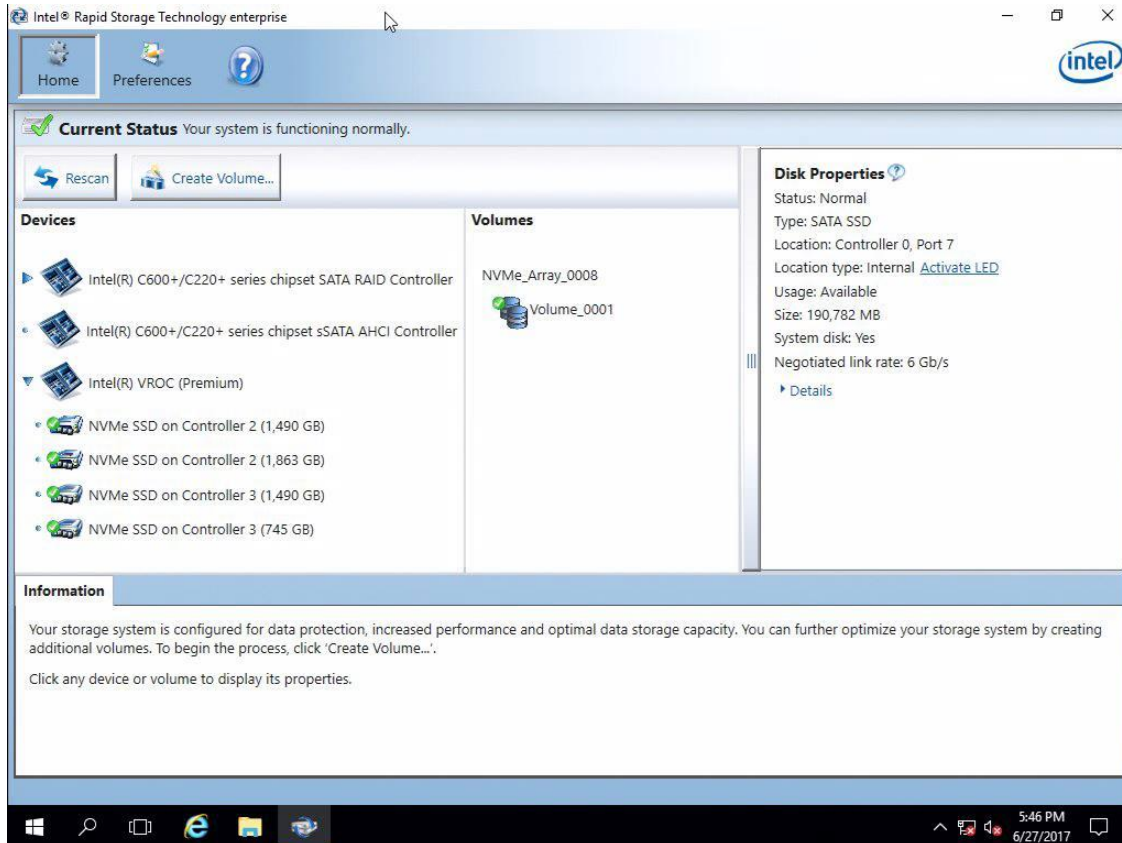 Intel® Rapid Storage Technology enterprise
Home
Preferences
?
intel
Current Status Your system is functioning normally.
Rescan
Create Volume...
Devices
Intel(R) C600+/C220+ series chipset SATA RAID Controller
Intel(R) C600+/C220+ series chipset sSATA AHCI Controller
Intel(R) VROC (Premium)
NVMe SSD on Controller 2 (1,490 GB)
NVMe SSD on Controller 2 (1,863 GB)
NVMe SSD on Controller 3 (1,490 GB)
NVMe SSD on Controller 3 (745 GB)
Volumes
NVMe_Array_0008
Volume_0001
Disk Properties ?
Status: Normal
Type: SATA SSD
Location: Controller 0, Port 7
Location type: Internal Activate LED
Usage: Available
Size: 190,782 MB
System disk: Yes
Negotiated link rate: 6 Gb/s
Details
Information
Your storage system is configured for data protection, increased performance and optimal data storage capacity. You can further optimize your storage system by creating
additional volumes. To begin the process, click 'Create Volume...'.
Click any device or volume to display its properties.
5:46 PM
6/27/2017